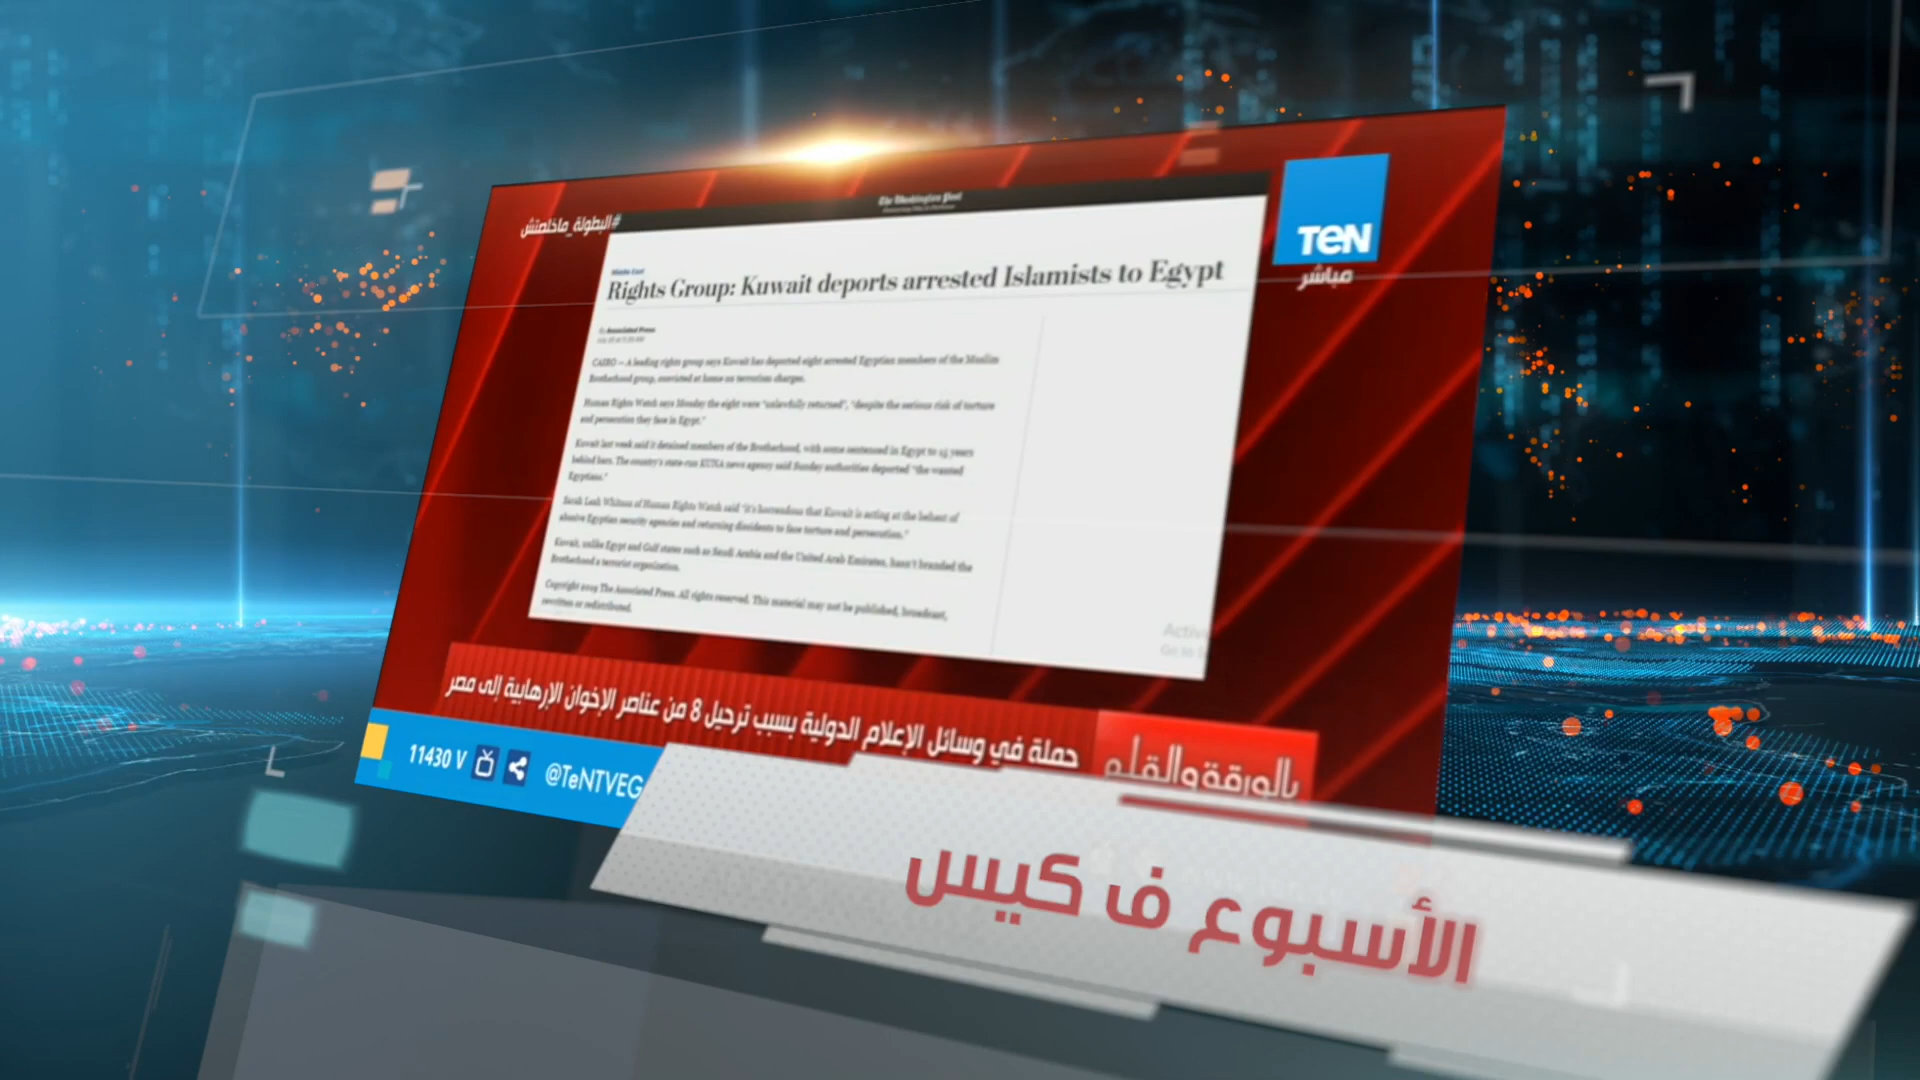 #البطولة_ماخلصتش
The Washington Post
TeN
مباشر
Middle East
Rights Group: Kuwait deports arrested Islamists to Egypt
By Associated Press
CAIRO — A leading rights group says Kuwait has deported eight arrested Egyptian members of the Muslim
Brotherhood group, convicted at home on terrorism charges.
Human Rights Watch says Monday the eight were "unlawfully returned", "despite the serious risk of torture
and persecution they face in Egypt."
Kuwait last week said it detained members of the Brotherhood, with some sentenced in Egypt to 15 years
behind bars. The country's state-run KUNA news agency said Sunday authorities deported "the wanted
Egyptians."
Sarah Leah Whitson of Human Rights Watch said "it's horrendous that Kuwait is acting at the behest of
abusive Egyptian security agencies and returning dissidents to face torture and persecution."
Kuwait, unlike Egypt and Gulf states such as Saudi Arabia and the United Arab Emirates, hasn't branded the
Brotherhood a terrorist organization.
Copyright 2019 The Associated Press. All rights reserved. This material may not be published, broadcast,
rewritten or redistributed.
بالورقة والقلم
حملة في وسائل الإعلام الدولية بسبب ترحيل 8 من عناصر الإخوان الإرهابية إلى مصر
11430 V
@TeNTVEG
الأسبوع ف كيس